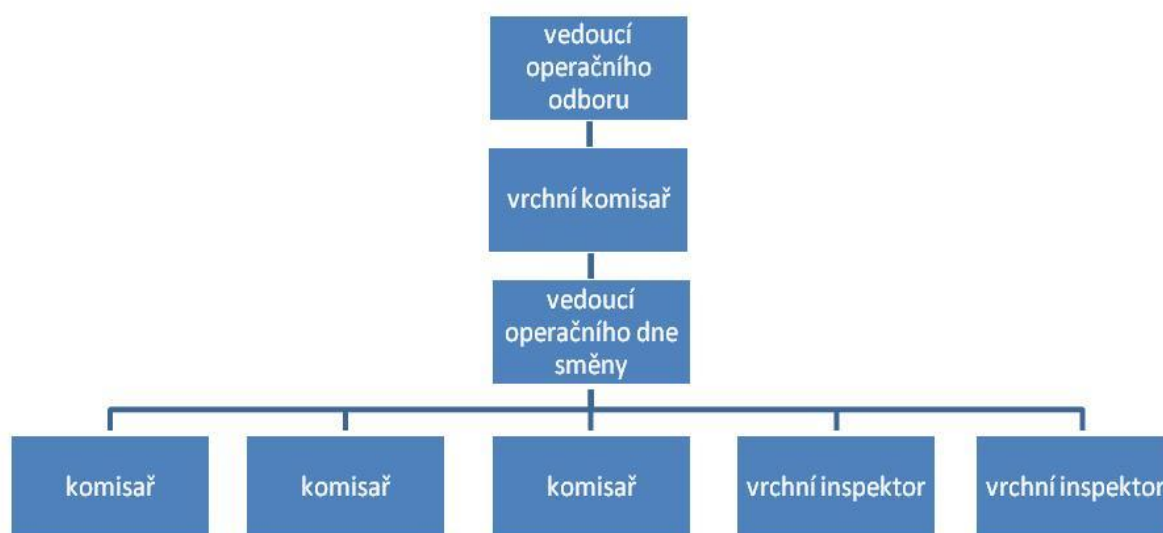 vedoucí
operačního
odboru
vrchní komisař
vedoucí
operačního dne
směny
komisař
komisař
komisař
vrchní inspektor
vrchní inspektor